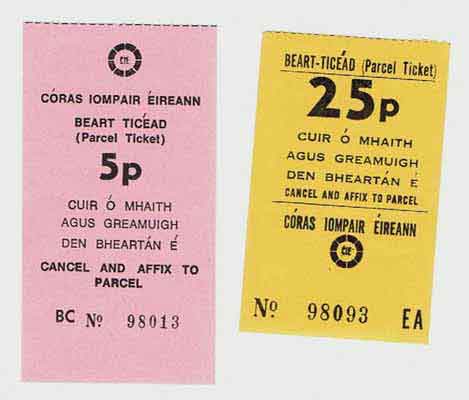 CIE
CÓRAS IOMPAIR ÉIREANN
BEART TICÉAD
(Parcel Ticket)
5p
CUIR Ó MHAITH
AGUS GREAMUIGH
DEN BHEARTÁN É
CANCEL AND AFFIX TO
PARCEL
BC Nº 98013
BEART-TICÉAD (Parcel Ticket)
25p
CUIR Ó MHAITH
AGUS GREAMUIGH
DEN BHEARTÁN É
CANCEL AND AFFIX TO PARCEL
CÓRAS IOMPAIR ÉIREANN
CIE
Nº 98093 EA